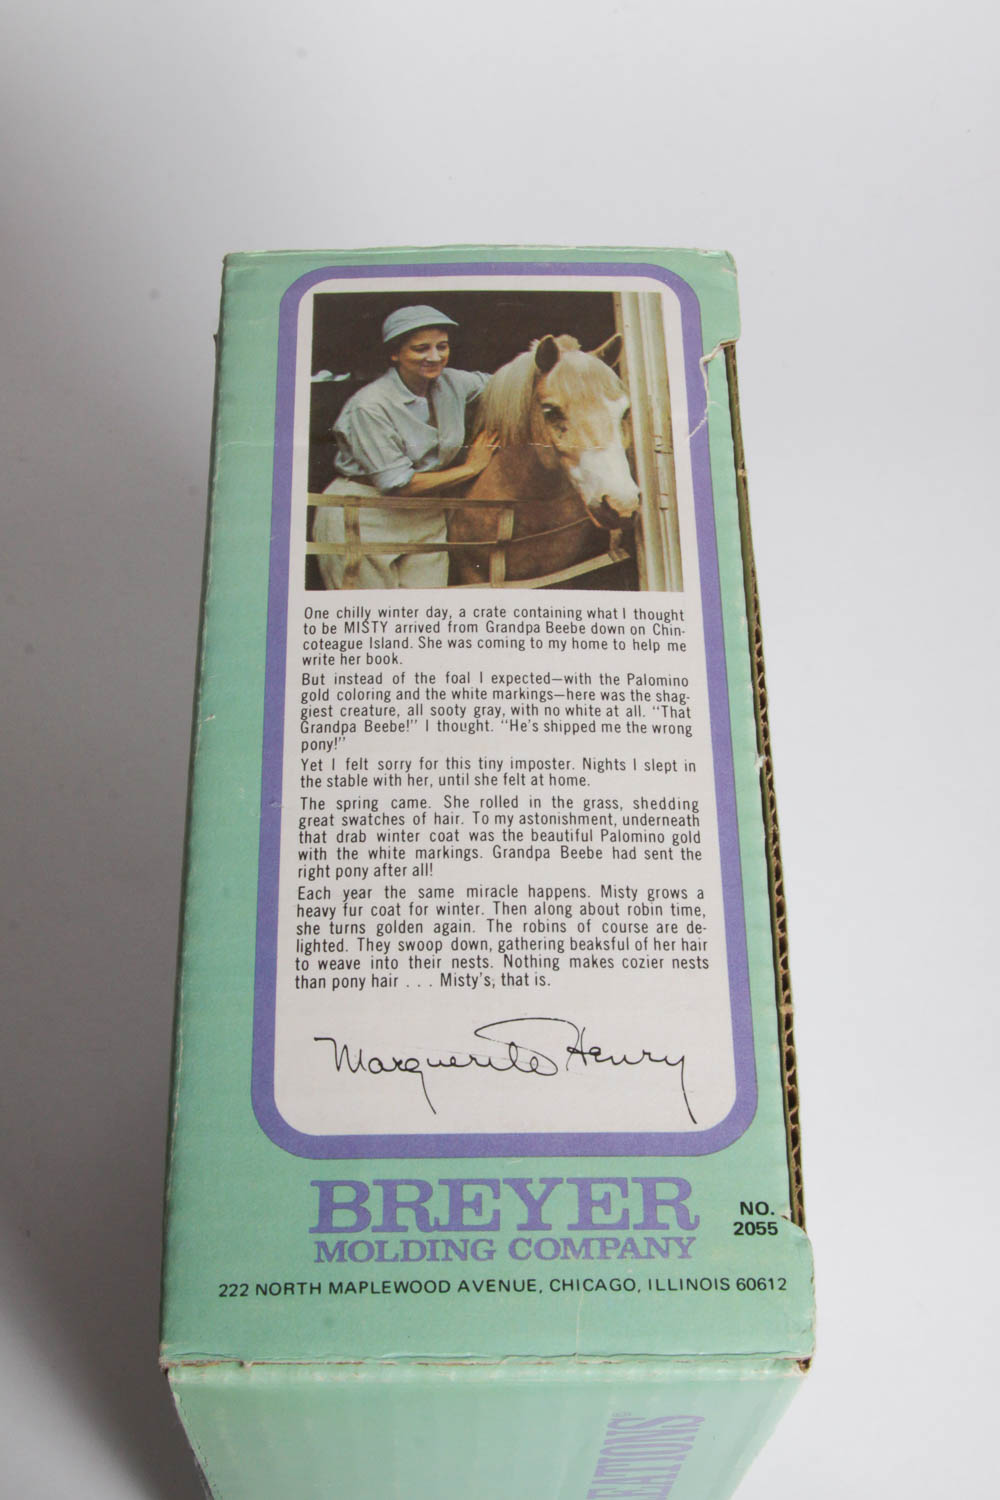 One chilly winter day, a crate containing what I thought
to be MISTY arrived from Grandpa Beebe down on Chin-
coteague Island. She was coming to my home to help me
write her book.
But instead of the foal I expected—with the Palomino
gold coloring and the white markings—here was the shag-
giest creature, all sooty gray, with no white at all. "That
Grandpa Beebe!" I thought. "He's shipped me the wrong
pony!"
Yet I felt sorry for this tiny imposter. Nights I slept in
the stable with her, until she felt at home.
The spring came. She rolled in the grass, shedding
great swatches of hair. To my astonishment, underneath
that drab winter coat was the beautiful Palomino gold
with the white markings. Grandpa Beebe had sent the
right pony after all!
Each year the same miracle happens. Misty grows a
heavy fur coat for winter. Then along about robin time,
she turns golden again. The robins of course are de-
lighted. They swoop down, gathering beaksful of her hair
to weave into their nests. Nothing makes cozier nests
than pony hair . . . Misty's, that is.
Marguerite Henry
BREYER
MOLDING COMPANY
NO.
2055
222 NORTH MAPLEWOOD AVENUE, CHICAGO, ILLINOIS 60612
EATIONS®